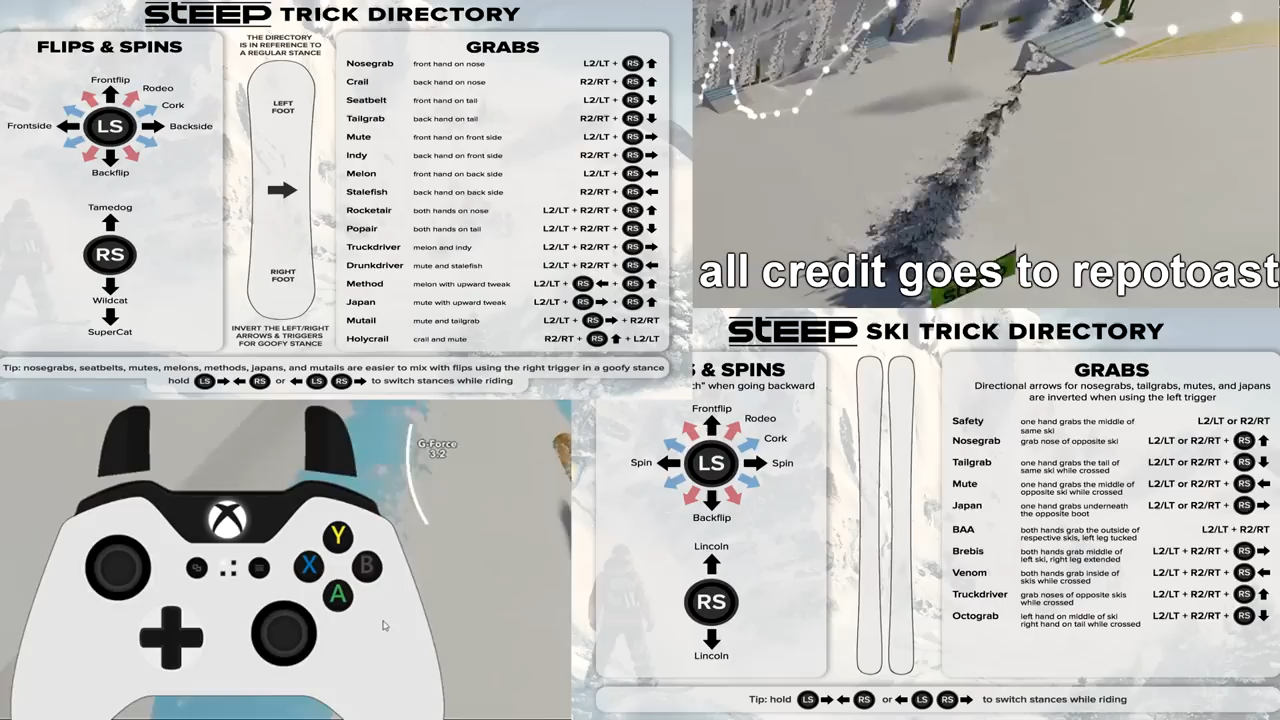 STEEP TRICK DIRECTORY
FLIPS & SPINS
Frontflip
Rodeo
Cork
Frontside LS Backside
Backflip
Tamedog
RS
Wildcat
SuperCat
THE DIRECTORY
IS IN REFERENCE TO
A REGULAR STANCE
LEFT
FOOT
RIGHT
FOOT
INVERT THE LEFT/RIGHT
ARROWS & TRIGGERS
FOR GOOFY STANCE
GRABS
Nosegrab front hand on nose L2/LT + RS
Crail back hand on nose R2/RT + RS
Seatbelt front hand on tail L2/LT + RS
Tailgrab back hand on tail R2/RT + RS
Mute front hand on front side L2/LT + RS
Indy back hand on front side R2/RT + RS
Melon front hand on back side L2/LT + RS
Stalefish back hand on back side R2/RT + RS
Rocketair both hands on nose L2/LT + R2/RT + RS
Popair both hands on tail L2/LT + R2/RT + RS
Truckdriver melon and indy L2/LT + R2/RT + RS
Drunkdriver mute and stalefish L2/LT + R2/RT + RS
Method melon with upward tweak L2/LT + RS + RS
Japan mute with upward tweak L2/LT + RS + RS
Mutail mute and tailgrab L2/LT + RS + R2/RT
Holycrail crail and mute R2/RT + RS + L2/LT
Tip: nosegrabs, seatbelts, mutes, melons, methods, japans, and mutails are easier to mix with flips using the right trigger in a goofy stance
hold LS RS or LS RS to switch stances while riding
all credit goes to repotoast
G-Force
3.2
Y
X B
A
STEEP SKI TRICK DIRECTORY
S & SPINS
ch" when going backward
Frontflip
Rodeo
Cork
Spin LS Spin
Backflip
Lincoln
RS
Lincoln
GRABS
Directional arrows for nosegrabs, tailgrabs, mutes, and japans
are inverted when using the left trigger
Safety one hand grabs the middle of L2/LT or R2/RT
same ski
Nosegrab grab nose of opposite ski L2/LT or R2/RT + RS
Tailgrab one hand grabs the tail of L2/LT or R2/RT + RS
same ski while crossed
Mute one hand grabs the middle of L2/LT or R2/RT + RS
opposite ski while crossed
Japan one hand grabs underneath L2/LT or R2/RT + RS
the opposite boot
BAA both hands grab the outside of L2/LT + R2/RT
respective skis, left leg tucked
Brebis both hands grab middle of L2/LT + R2/RT + RS
left ski, right leg extended
Venom both hands grab inside of L2/LT + R2/RT + RS
skis while crossed
Truckdriver grab noses of opposite skis L2/LT + R2/RT + RS
while crossed
Octograb left hand on middle of ski L2/LT + R2/RT + RS
right hand on tail while crossed
Tip: hold LS RS or LS RS to switch stances while riding